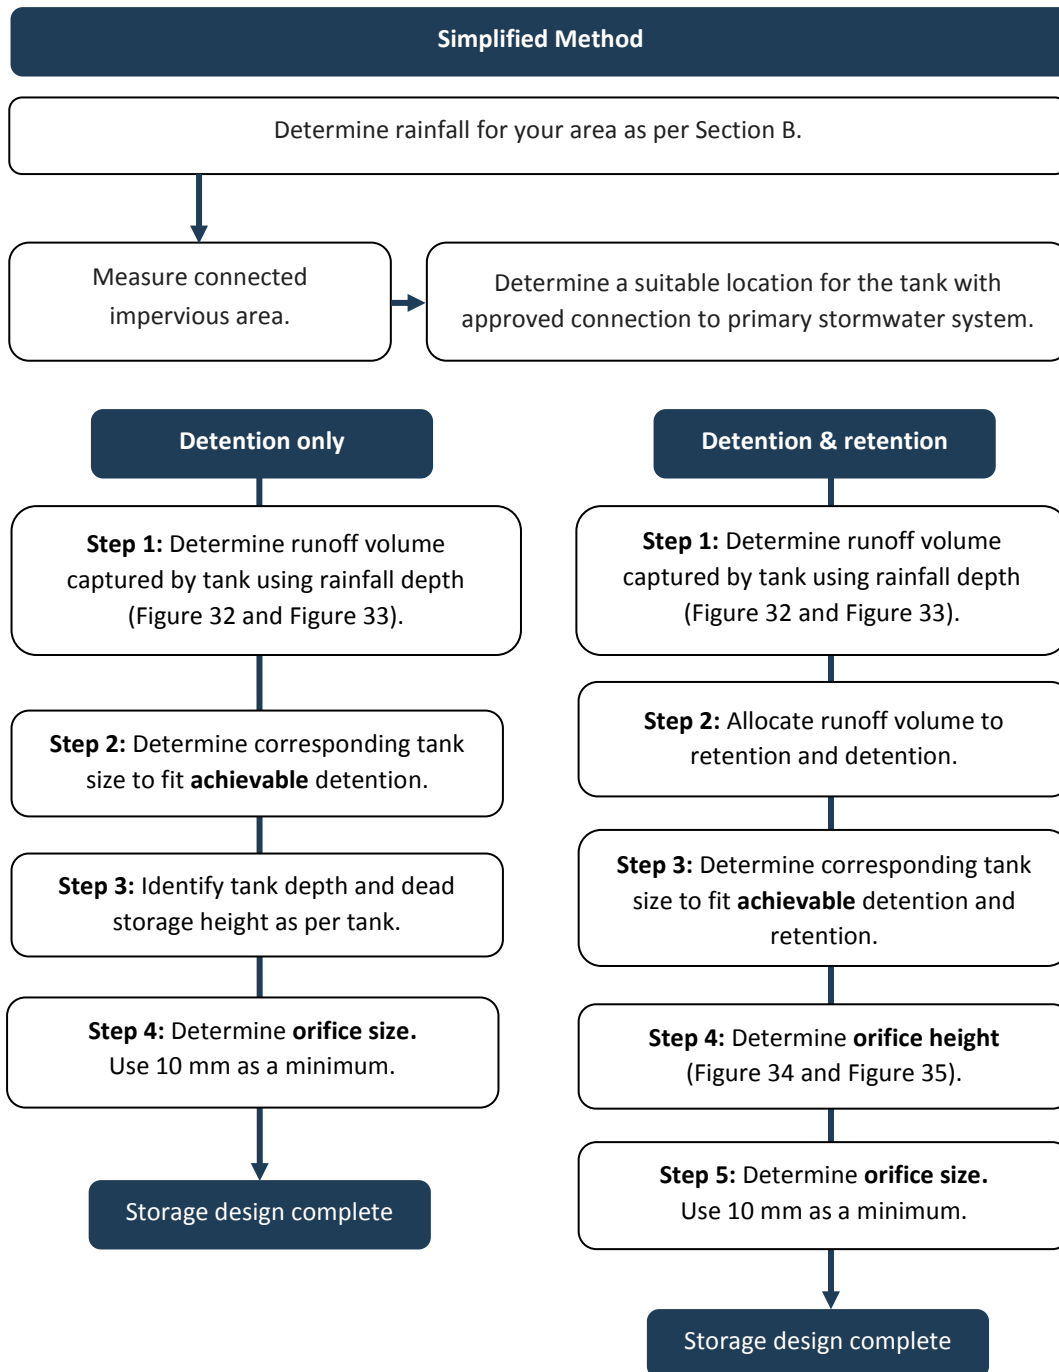 Simplified Method
Determine rainfall for your area as per Section B.
Measure connected
impervious area.
Determine a suitable location for the tank with
approved connection to primary stormwater system.
Detention only
Step 1: Determine runoff volume
captured by tank using rainfall depth
(Figure 32 and Figure 33).
Step 2: Determine corresponding tank
size to fit achievable detention.
Step 3: Identify tank depth and dead
storage height as per tank.
Step 4: Determine orifice size.
Use 10 mm as a minimum.
Storage design complete
Detention & retention
Step 1: Determine runoff volume
captured by tank using rainfall depth
(Figure 32 and Figure 33).
Step 2: Allocate runoff volume to
retention and detention.
Step 3: Determine corresponding tank
size to fit achievable detention and
retention.
Step 4: Determine orifice height
(Figure 34 and Figure 35).
Step 5: Determine orifice size.
Use 10 mm as a minimum.
Storage design complete